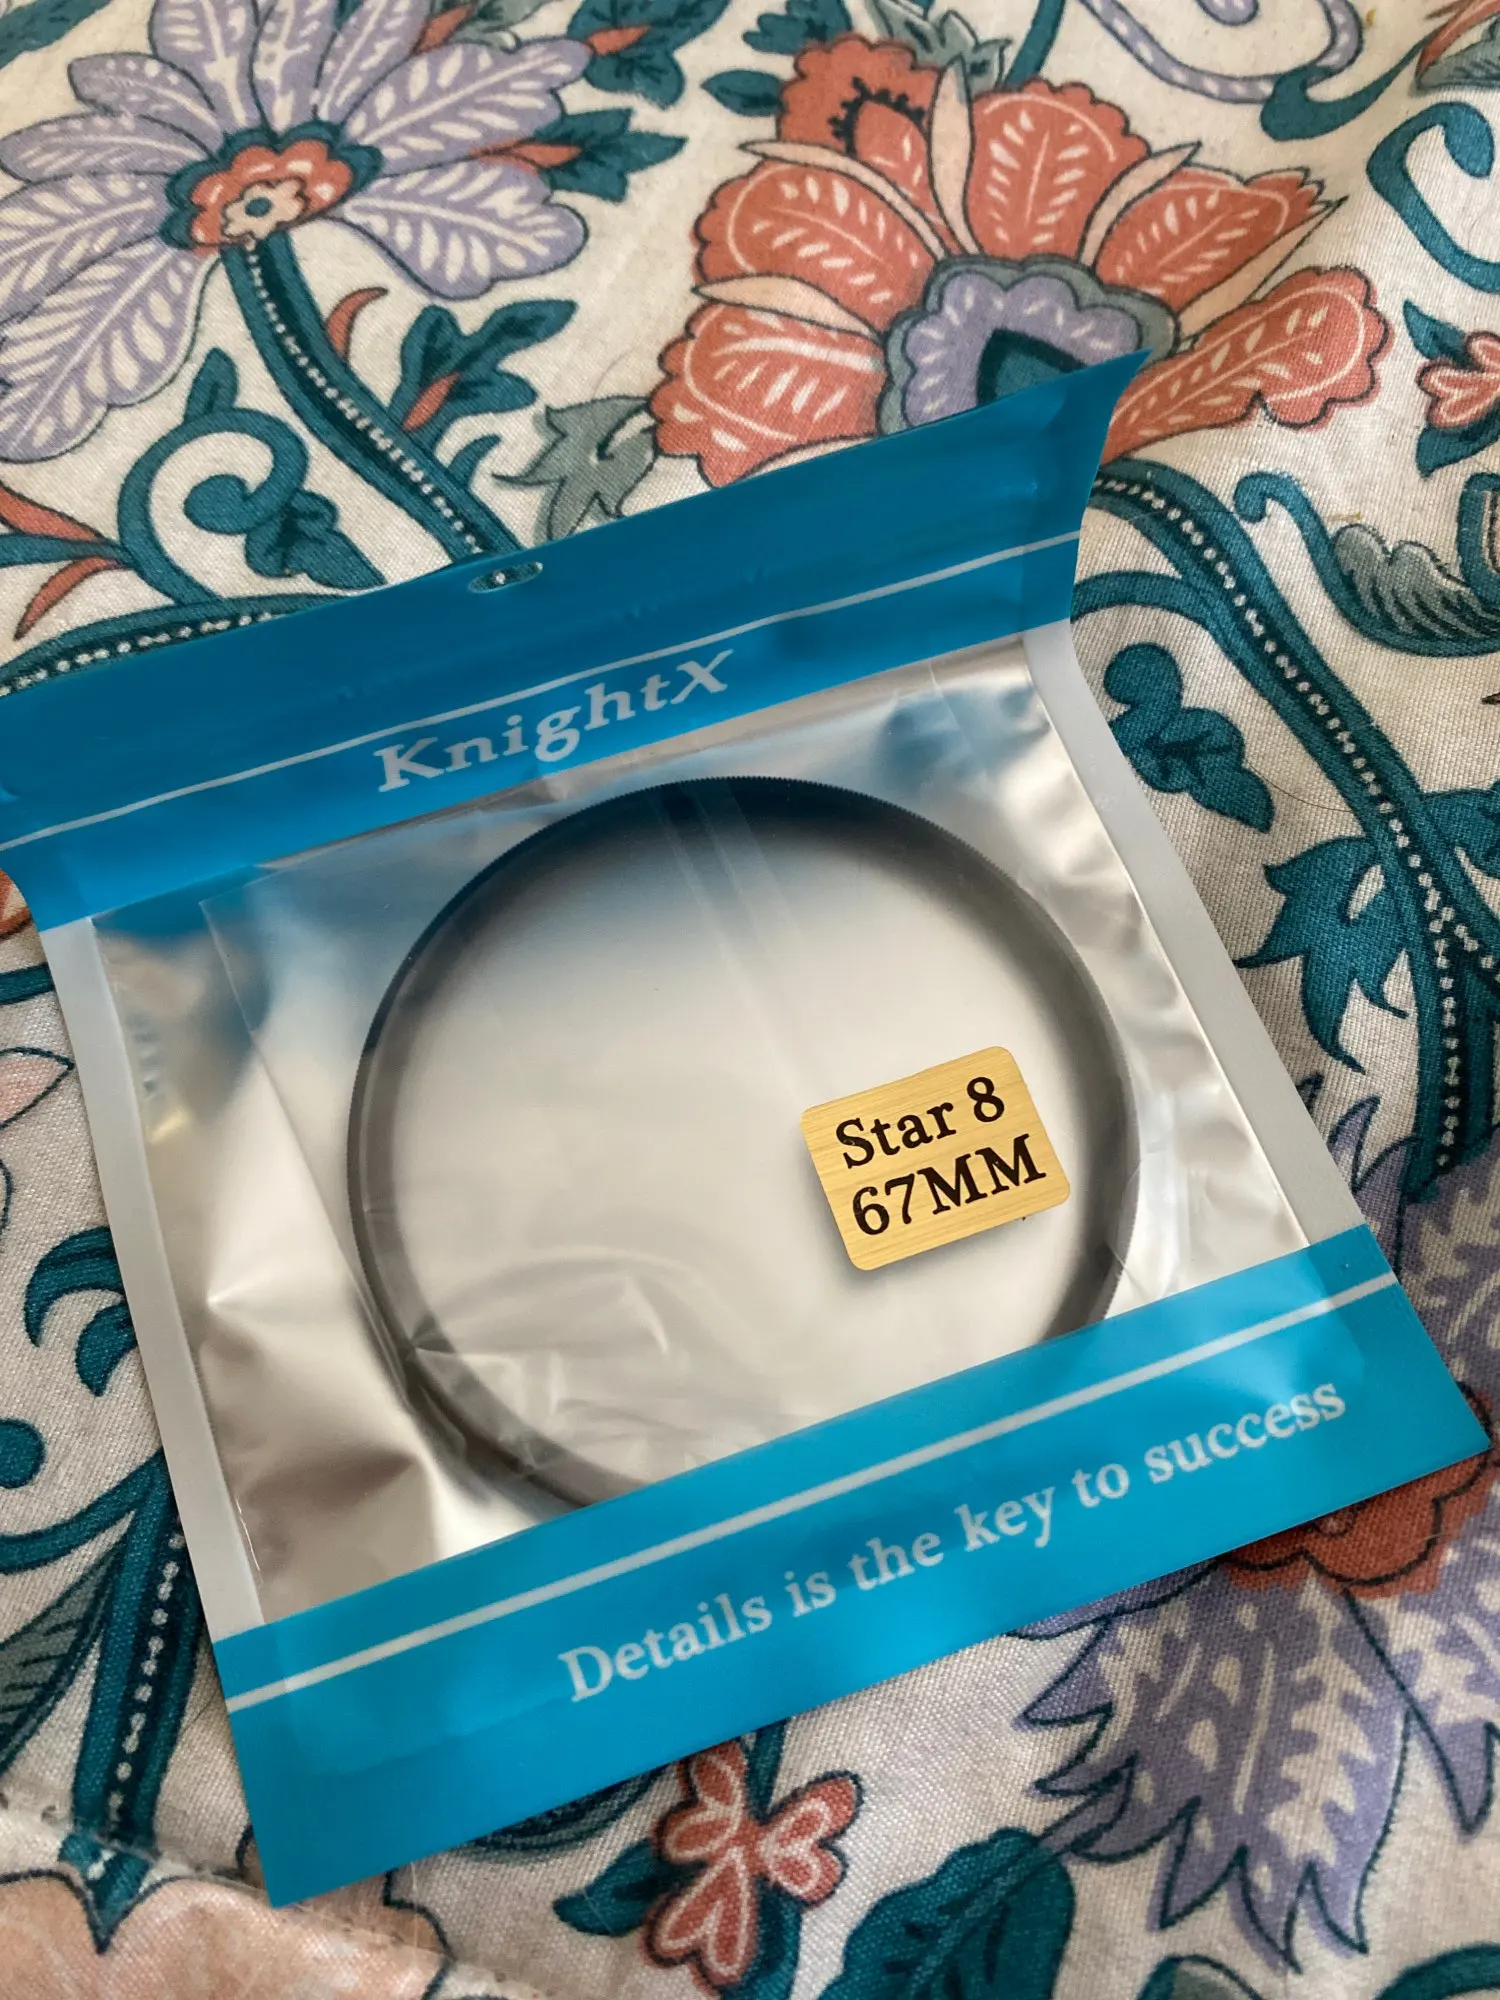 KnightX
Star 8
67MM
Details is the key to success